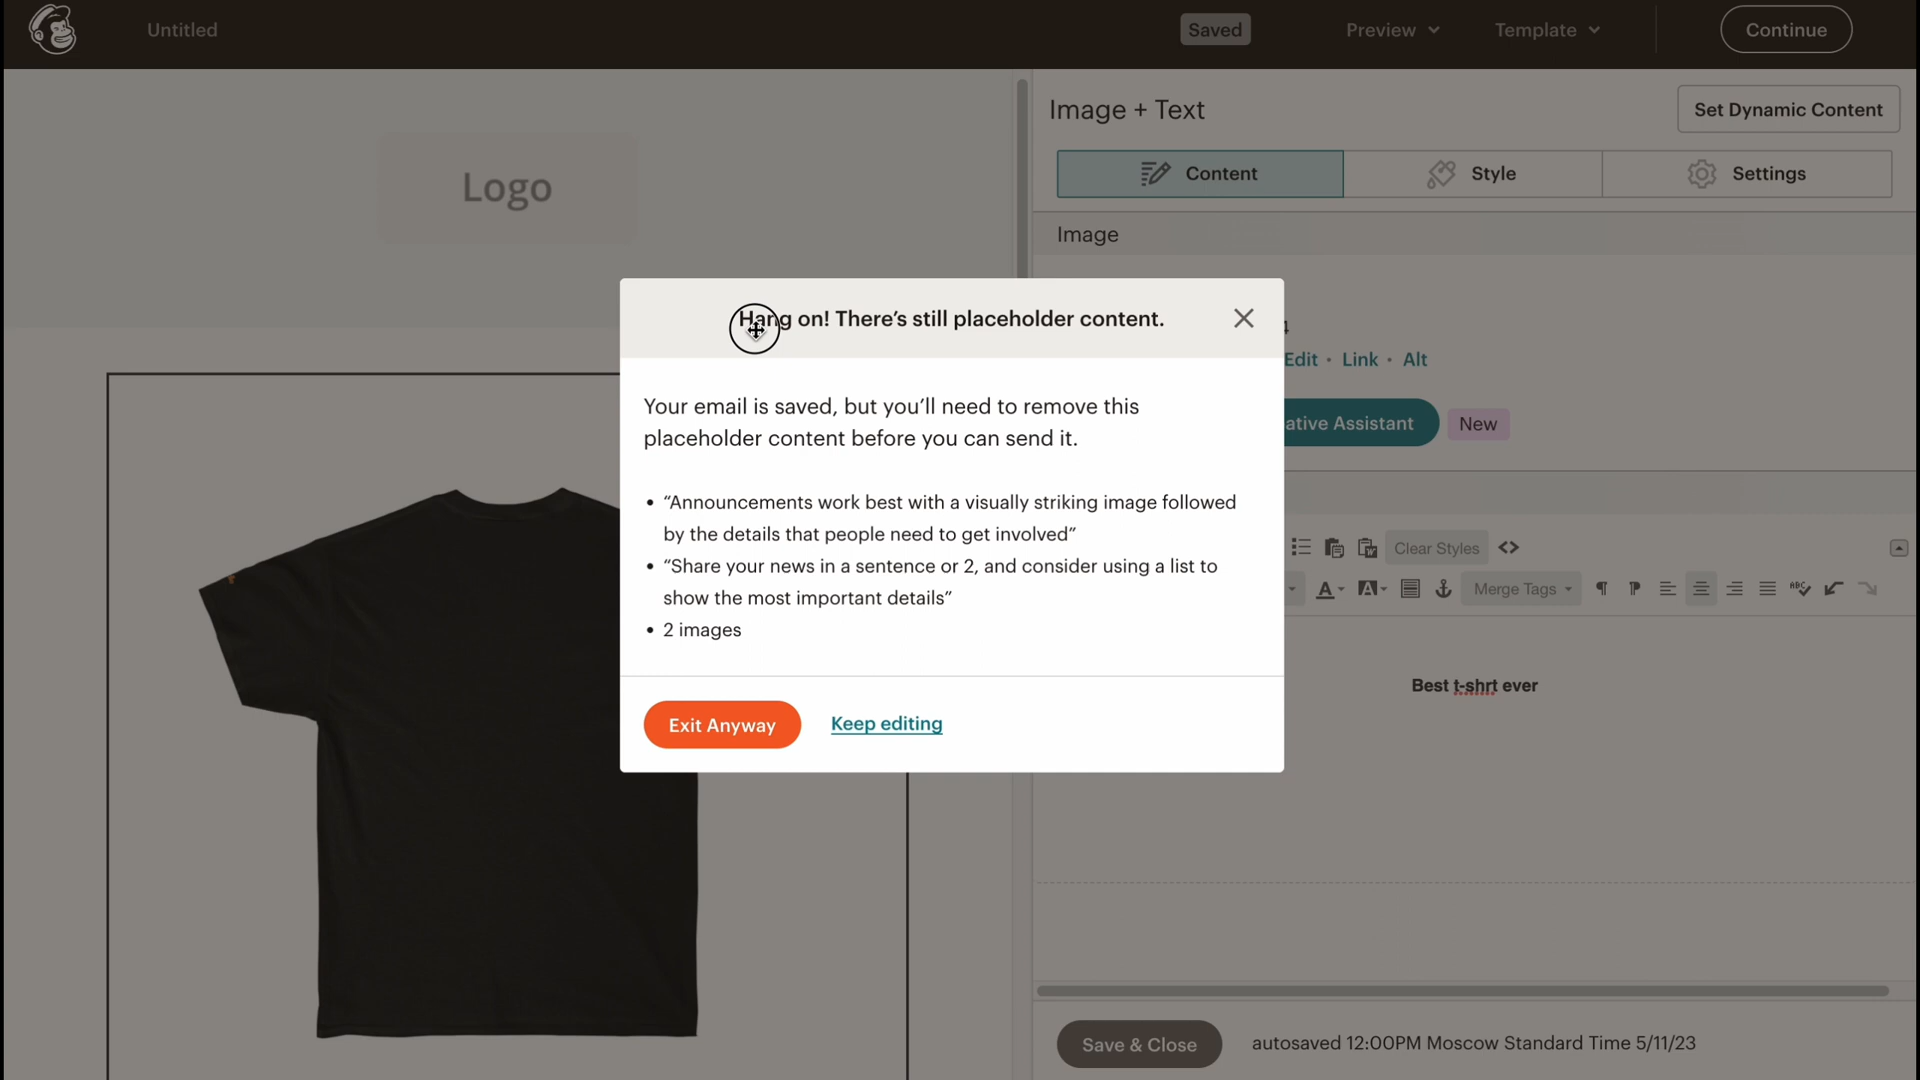 Untitled
Saved
Preview
Template
Continue
Logo
Image + Text
Set Dynamic Content
Content
Style
Settings
Image
Hang on! There’s still placeholder content.
Edit • Link • Alt
ative Assistant
New
Your email is saved, but you’ll need to remove this
placeholder content before you can send it.
• “Announcements work best with a visually striking image followed
by the details that people need to get involved”
• “Share your news in a sentence or 2, and consider using a list to
show the most important details”
• 2 images
Exit Anyway
Keep editing
Clear Styles
Merge Tags
Best t-shrt ever
Save & Close
autosaved 12:00PM Moscow Standard Time 5/11/23